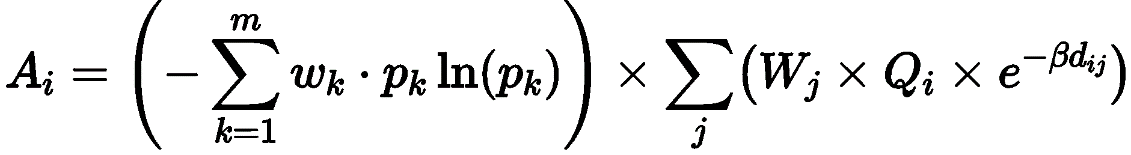 $A_i = \left( -\sum_{k=1}^{m} w_k \cdot p_k \ln(p_k) \right) \times \sum_{j} \left( W_j \times Q_i \times e^{-\beta d_{ij}} \right)$